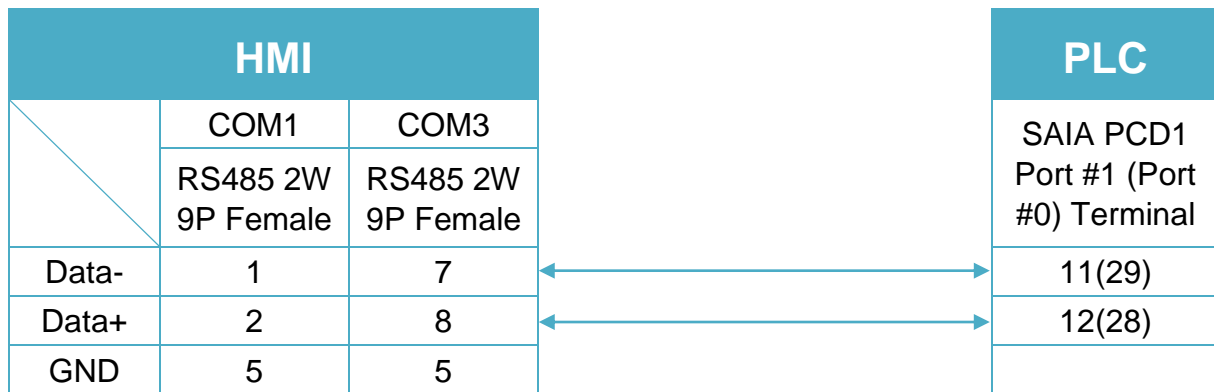 HMI PLC
COM1 COM3
SAIA PCD1
Port #1 (Port
#0) Terminal
RS485 2W RS485 2W
9P Female 9P Female
Data- 1 7 11(29)
Data+ 2 8 12(28)
GND 5 5